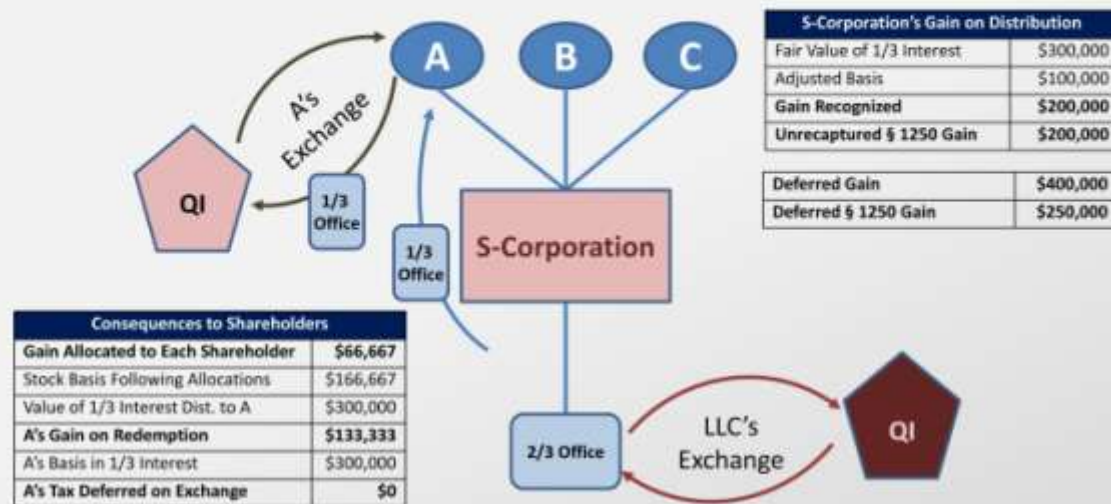 A
B
C
S-Corporation's Gain on Distribution
Fair Value of 1/3 Interest $300,000
Adjusted Basis $100,000
Gain Recognized $200,000
Unrecaptured § 1250 Gain $200,000
Deferred Gain $400,000
Deferred § 1250 Gain $250,000
A's
Exchange
QI
1/3
Office
1/3
Office
S-Corporation
Consequences to Shareholders
Gain Allocated to Each Shareholder $66,667
Stock Basis Following Allocations $166,667
Value of 1/3 Interest Dist. to A $300,000
A's Gain on Redemption $133,333
A's Basis in 1/3 Interest $300,000
A's Tax Deferred on Exchange $0
2/3 Office
LLC's
Exchange
QI